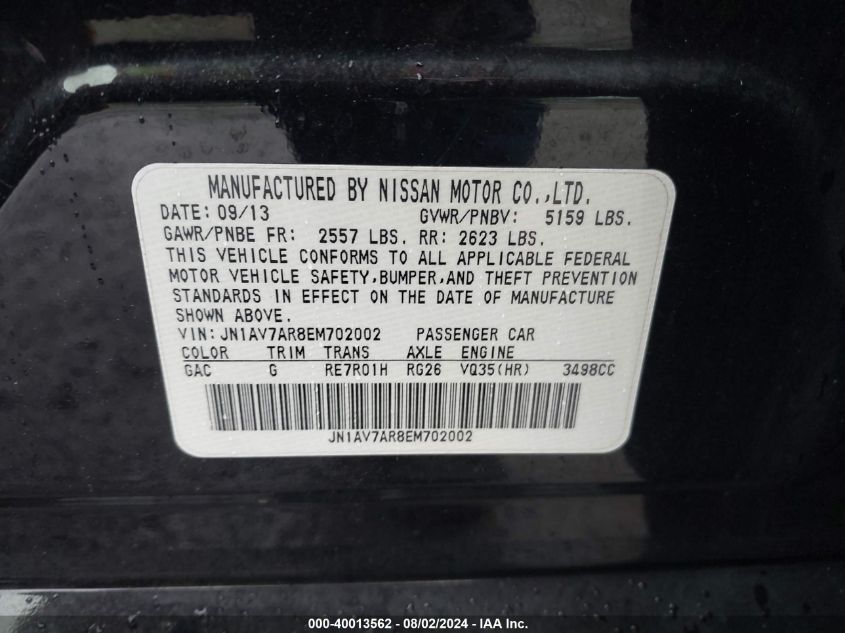 MANUFACTURED BY NISSAN MOTOR CO.,LTD.
DATE: 09/13 GVWR/PNBV: 5159 LBS.
GAWR/PNBE FR: 2557 LBS. RR: 2623 LBS.
THIS VEHICLE CONFORMS TO ALL APPLICABLE FEDERAL
MOTOR VEHICLE SAFETY,BUMPER,AND THEFT PREVENTION
STANDARDS IN EFFECT ON THE DATE OF MANUFACTURE
SHOWN ABOVE.
VIN: JN1AV7AR8EM702002 PASSENGER CAR
COLOR TRIM TRANS AXLE ENGINE
GAC G RE7R01H RG26 VQ35(HR) 3498CC
JN1AV7AR8EM702002
000-40013562 - 08/02/2024 - IAA Inc.